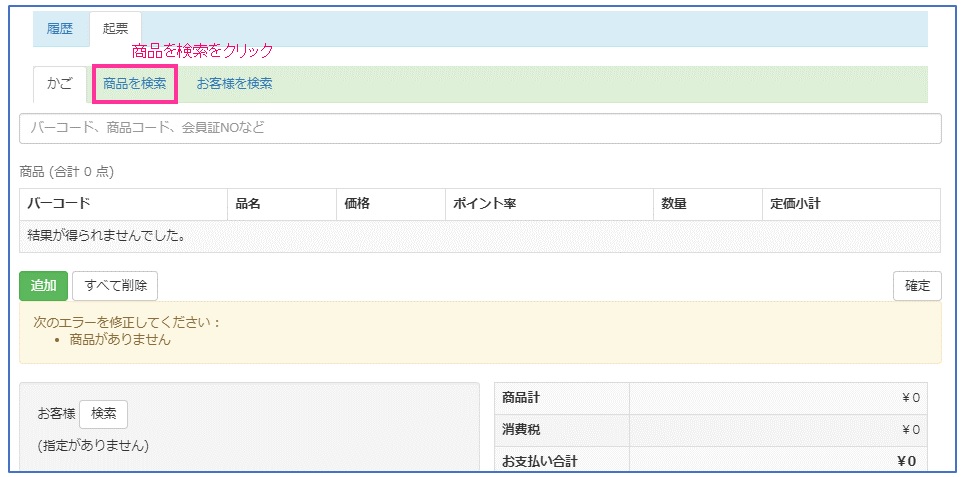 履歴 起票
商品を検索をクリック
かご 商品を検索 お客様を検索
バーコード、商品コード、会員証NOなど
商品 (合計 0 点)
バーコード 品名 価格 ポイント率 数量 定価小計
結果が得られませんでした。
追加 すべて削除 確定
次のエラーを修正してください：
• 商品がありません
お客様 検索
(指定がありません)
商品計 ￥0
消費税 ￥0
お支払い合計 ￥0